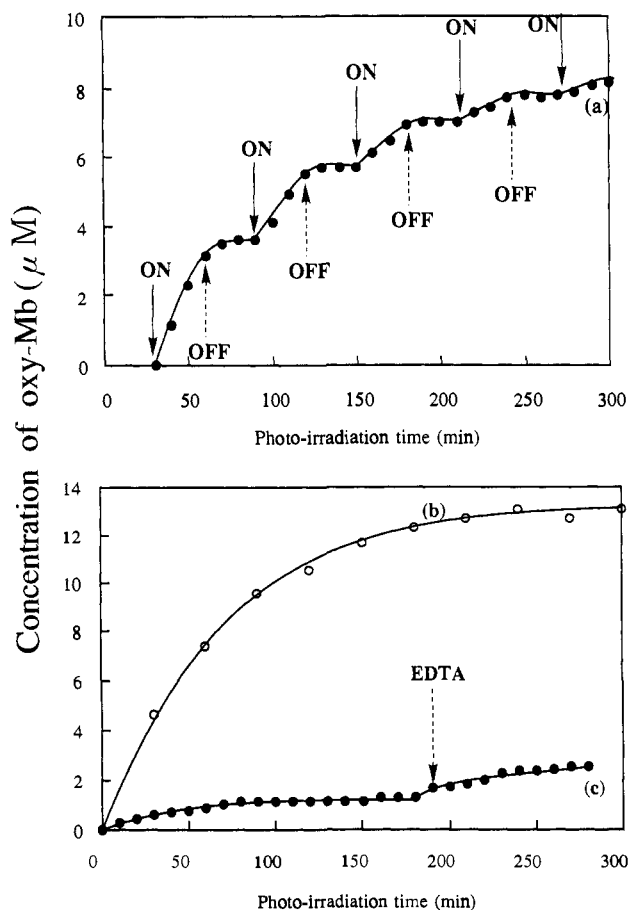 Concentration of oxy-Mb (μM)
10
8
6
4
2
0
ON
ON
ON
ON
ON
OFF
OFF
OFF
OFF
(a)
0
50
100
150
200
250
300
Photo-irradiation time (min)
14
12
10
8
6
4
2
0
(b)
EDTA
(c)
0
50
100
150
200
250
300
Photo-irradiation time (min)